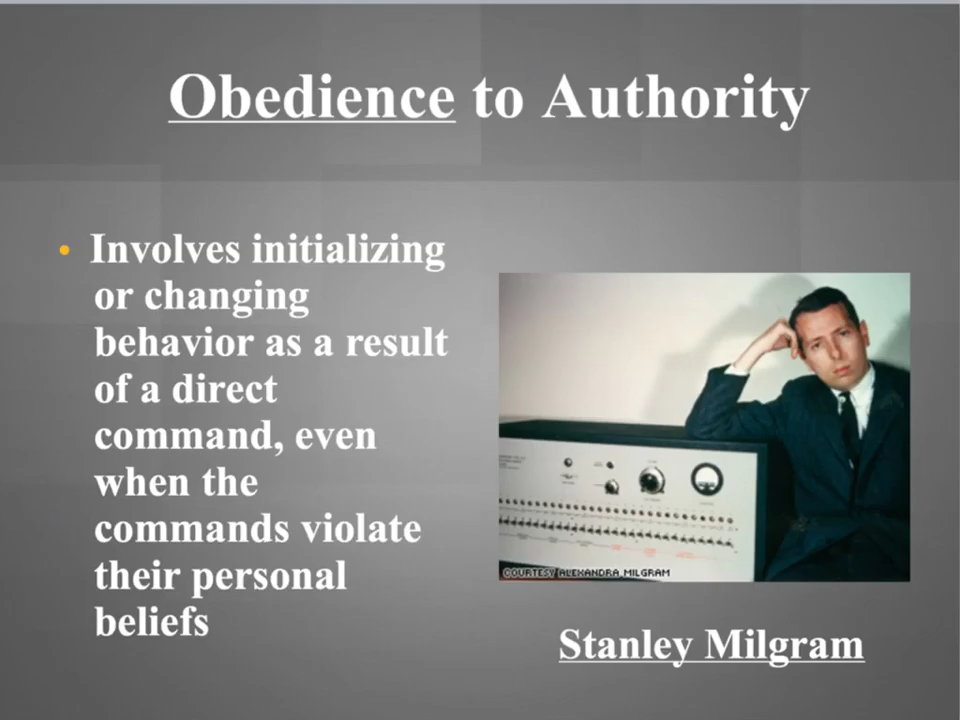 Obedience to Authority
• Involves initializing
or changing
behavior as a result
of a direct
command, even
when the
commands violate
their personal
beliefs
COURTESY ALEXANDRA MILGRAM
Stanley Milgram